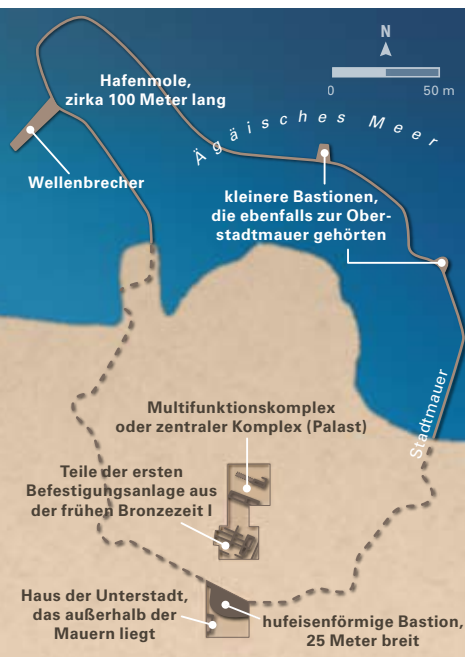 N
0 50 m
Hafenmole,
zirka 100 Meter lang
Ägäisches Meer
Wellenbrecher
kleinere Bastionen,
die ebenfalls zur Ober-
stadtmauer gehörten
Stadtmauer
Multifunktionskomplex
oder zentraler Komplex (Palast)
Teile der ersten
Befestigungsanlage aus
der frühen Bronzezeit I
Haus der Unterstadt,
das außerhalb der
Mauern liegt
hufeisenförmige Bastion,
25 Meter breit